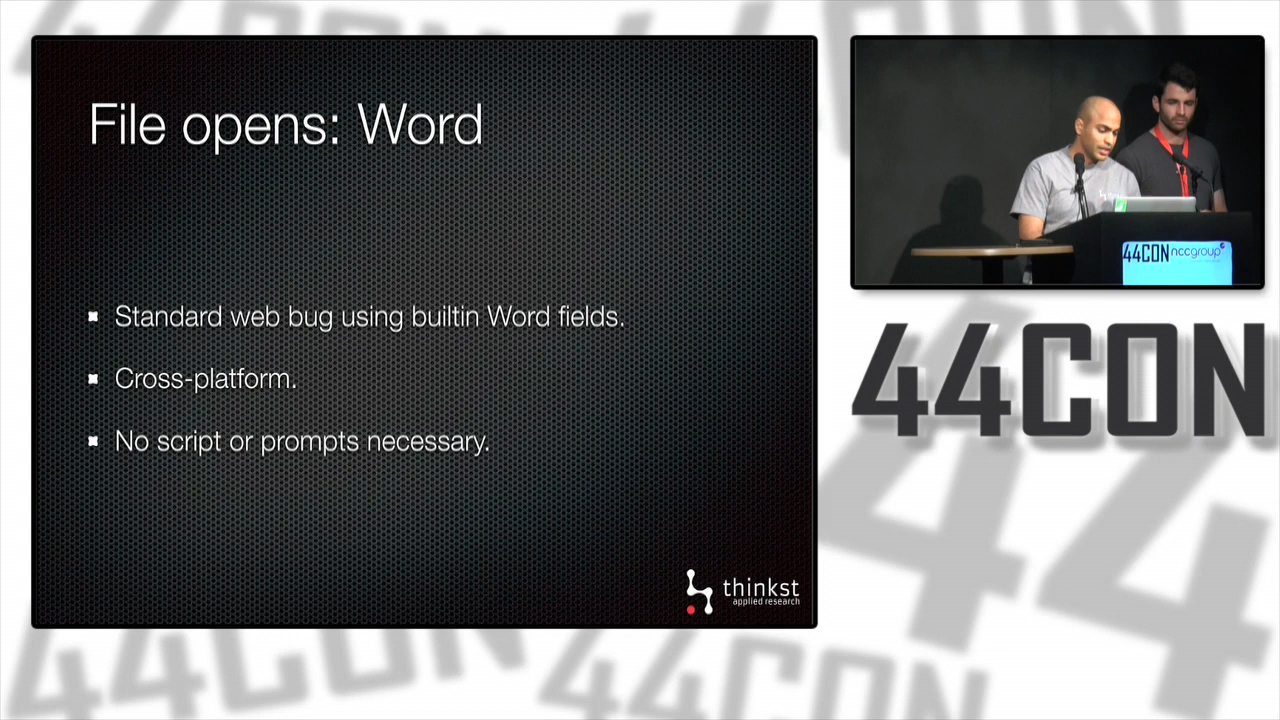 File opens: Word
Standard web bug using builtin Word fields.
Cross-platform.
No script or prompts necessary.
thinkst
applied research
44CON nccgroup
44CON